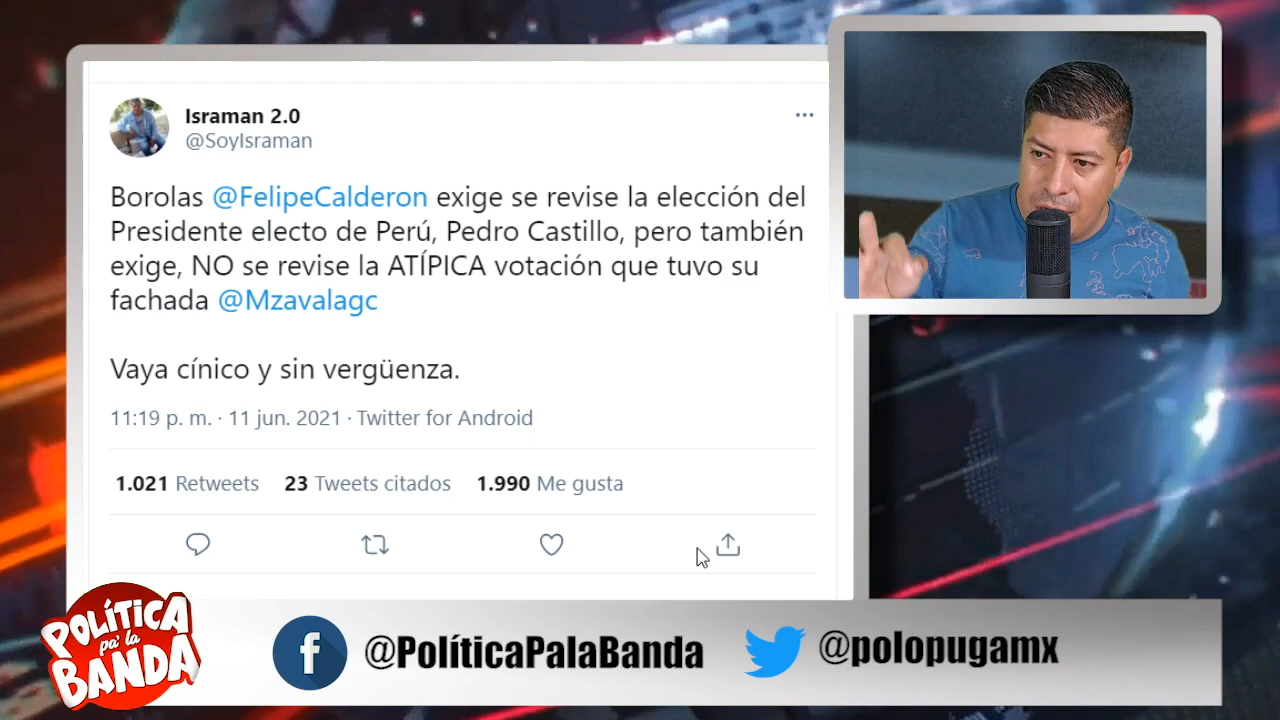 Israman 2.0
@SoyIsraman
Borolas @FelipeCalderon exige se revise la elección del
Presidente electo de Perú, Pedro Castillo, pero también
exige, NO se revise la ATÍPICA votación que tuvo su
fachada @Mzavalagc
Vaya cínico y sin vergüenza.
11:19 p. m. · 11 jun. 2021 · Twitter for Android
1.021 Retweets 23 Tweets citados 1.990 Me gusta
POLÍTICA
pa' la
BANDA
f @PolíticaPalaBanda @polopugamx